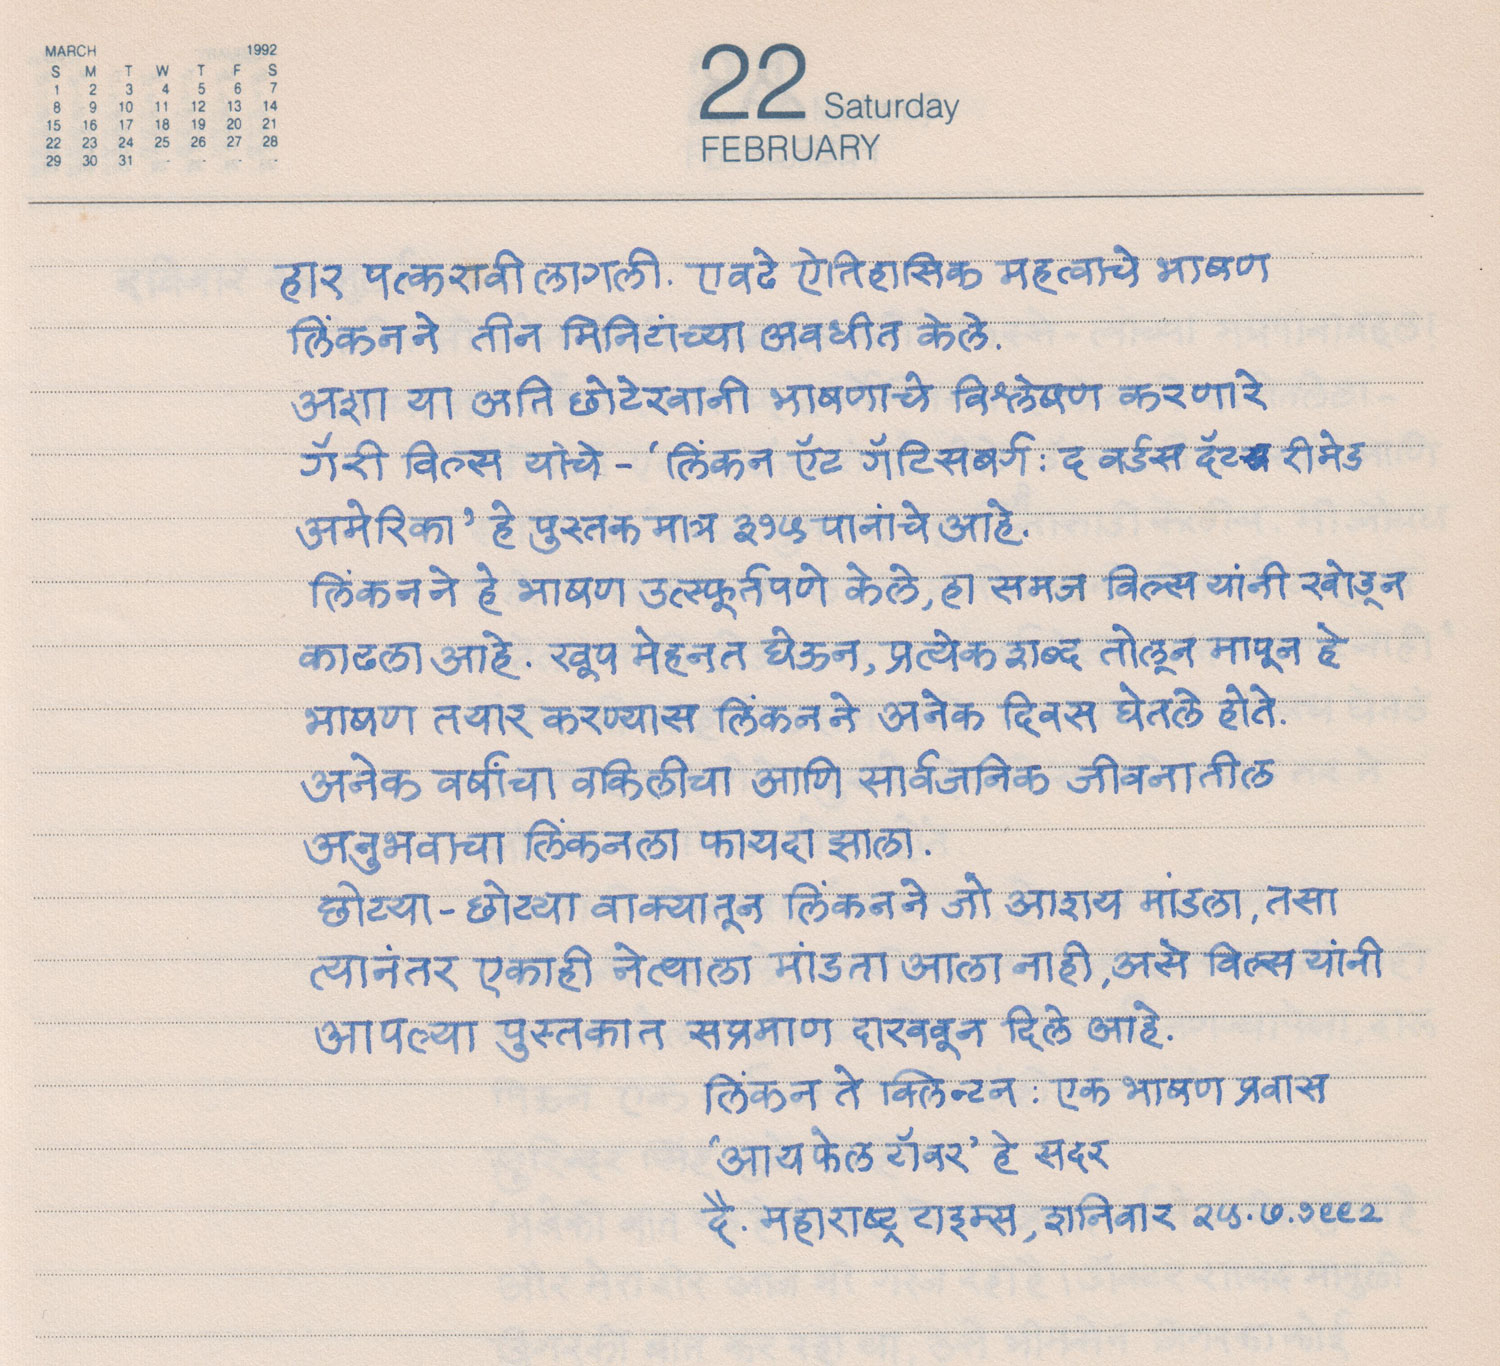 MARCH 1992
S M T W T F S
1 2 3 4 5 6 7
8 9 10 11 12 13 14
15 16 17 18 19 20 21
22 23 24 25 26 27 28
29 30 31 · · · ·
22 Saturday
FEBRUARY
हार पत्करावी लागली. एवढे ऐतिहासिक महत्वाचे भाषण
लिंकनने तीन मिनिटांच्या अवधीत केले.
अशा या अति छोटेखानी भाषणाचे विश्लेषण करणारे
गॅरी विल्स यांचे - ‘लिंकन ऍट गॅटिसबर्ग: द वर्डस दॅट रीमेड
अमेरिका’ हे पुस्तक मात्र ३१५ पानांचे आहे.
लिंकनने हे भाषण उत्स्फूर्तपणे केले, हा समज विल्स यांनी खोडून
काढला आहे. खूप मेहनत घेऊन, प्रत्येक शब्द तोलून मापून हे
भाषण तयार करण्यास लिंकनने अनेक दिवस घेतले होते.
अनेक वर्षांचा वकिलीचा आणि सार्वजनिक जीवनातील
अनुभवाचा लिंकनला फायदा झाला.
छोट्या-छोट्या वाक्यातून लिंकनने जो आशय मांडला, तसा
त्यानंतर एकाही नेत्याला मांडता आला नाही, असे विल्स यांनी
आपल्या पुस्तकात सप्रमाण दाखवून दिले आहे.
लिंकन ते क्लिन्टन: एक भाषण प्रवास
‘आयफेल टॉवर’ हे सदर
दै. महाराष्ट्र टाइम्स, शनिवार २५.७.१९९२